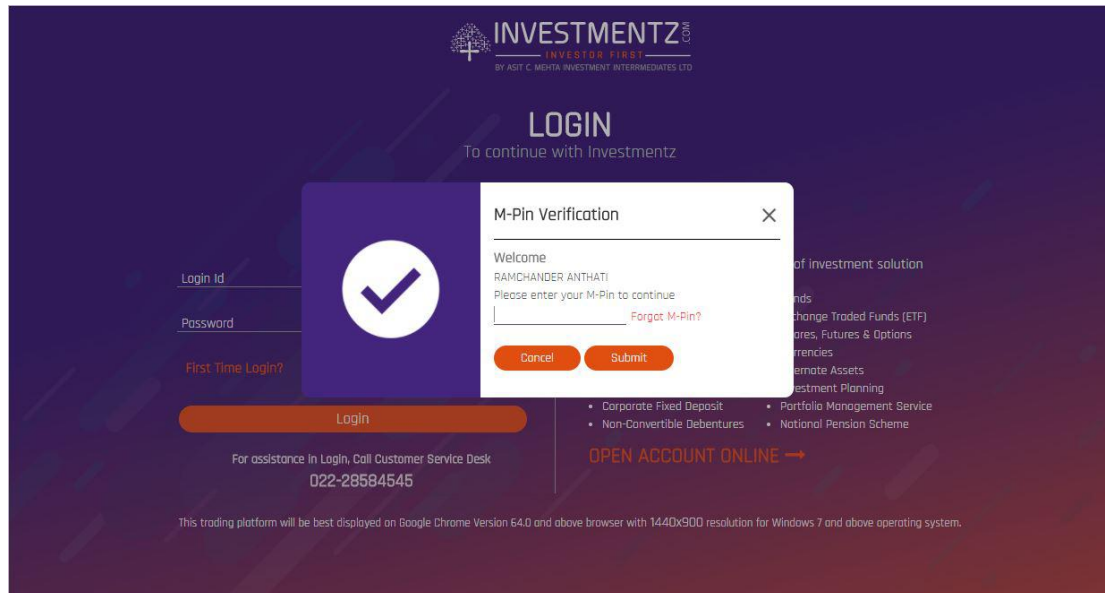 INVESTMENTZ.COM
INVESTOR FIRST
BY ASIT C. MEHTA INVESTMENT INTERRMEDIATES LTD
LOGIN
To continue with Investmentz
M-Pin Verification
Welcome
RAMCHANDER ANTHATI
Please enter your M-Pin to continue
Forgot M-Pin?
Cancel
Submit
Login Id
Password
First Time Login?
Login
For assistance in Login, Call Customer Service Desk
022-28584545
of investment solution
change Traded Funds (ETF)
Futures & Options
Assets
Planning
• Corporate Fixed Deposit
• Portfolio Management Service
• Non-Convertible Debentures
• National Pension Scheme
OPEN ACCOUNT ONLINE
This trading platform will be best displayed on Google Chrome Version 64.0 and above browser with 1440x900 resolution for Windows 7 and above operating system.